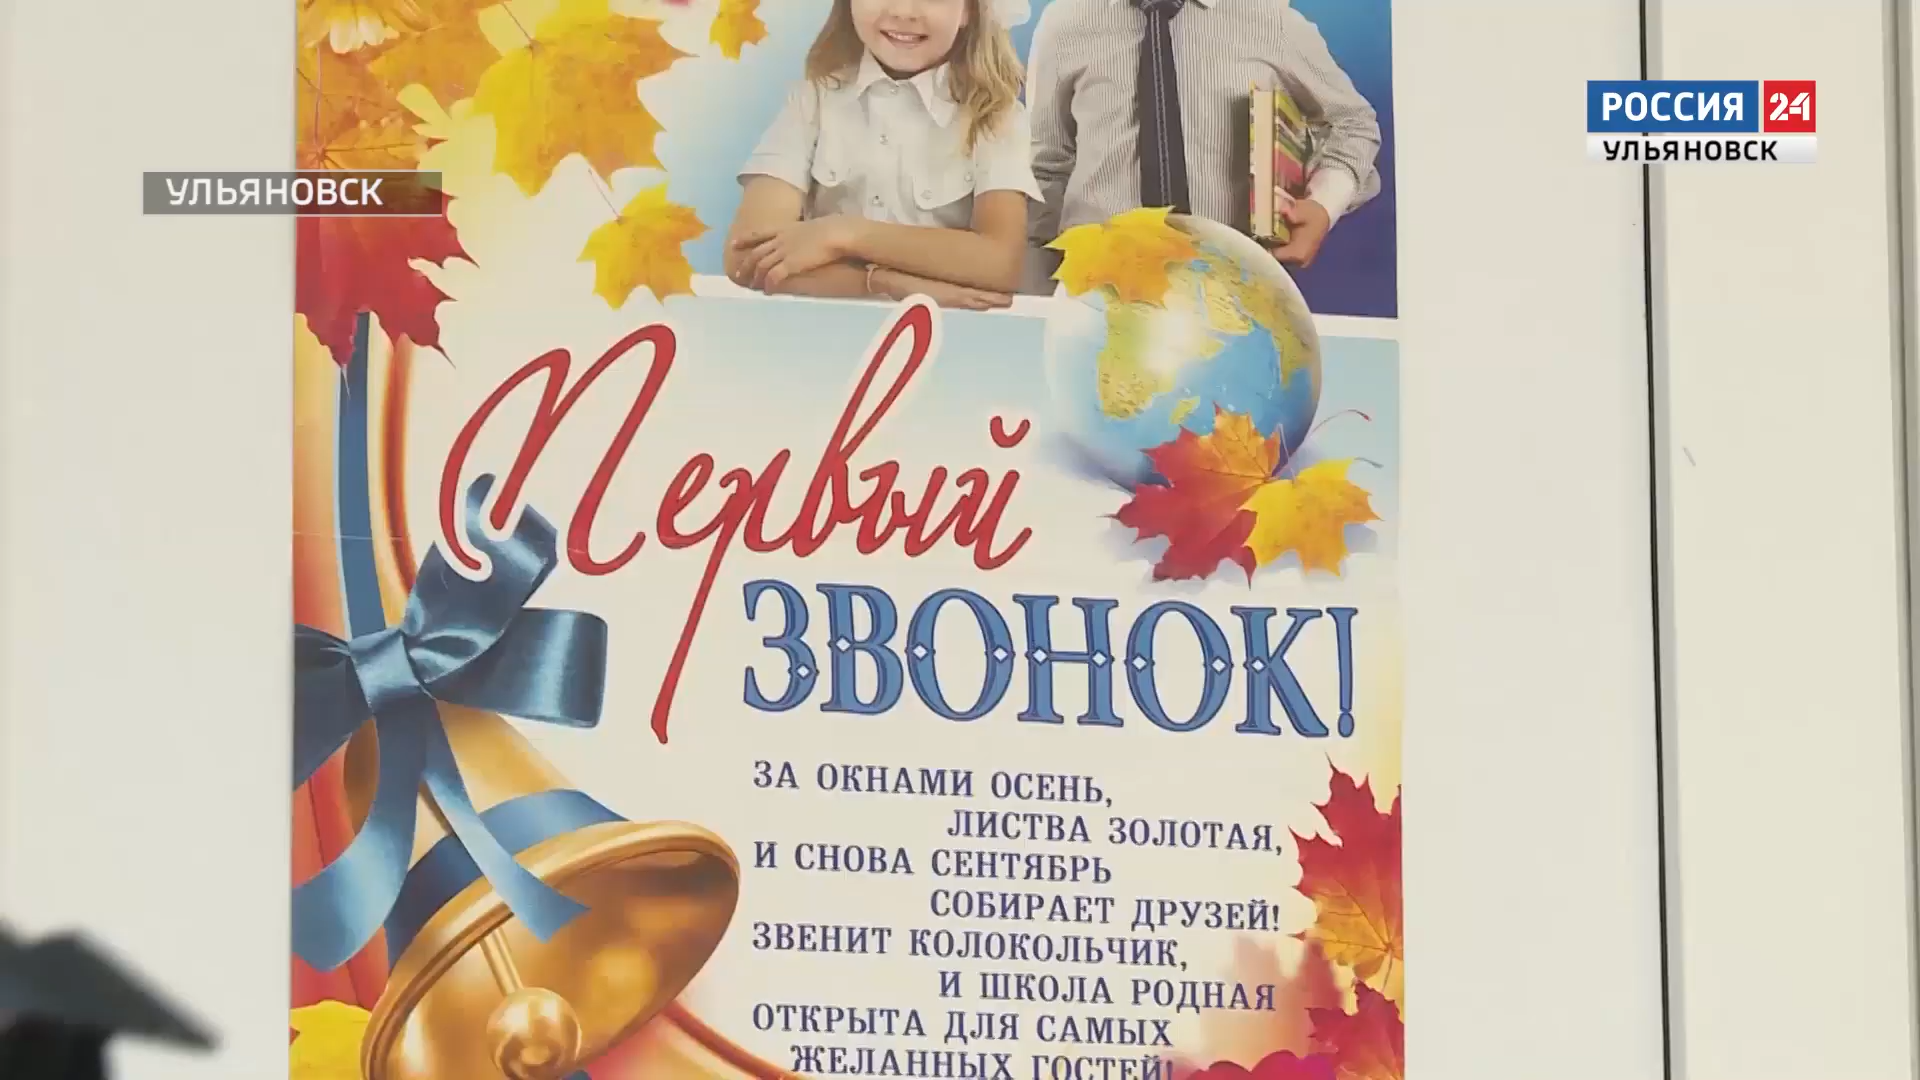 РОССИЯ 24
УЛЬЯНОВСК
УЛЬЯНОВСК
Первый
ЗВОНОК!
ЗА ОКНАМИ ОСЕНЬ,
ЛИСТВА ЗОЛОТАЯ,
И СНОВА СЕНТЯБРЬ
СОБИРАЕТ ДРУЗЕЙ!
ЗВЕНИТ КОЛОКОЛЬЧИК,
И ШКОЛА РОДНАЯ
ОТКРЫТА ДЛЯ САМЫХ
ЖЕЛАННЫХ ГОСТЕЙ!